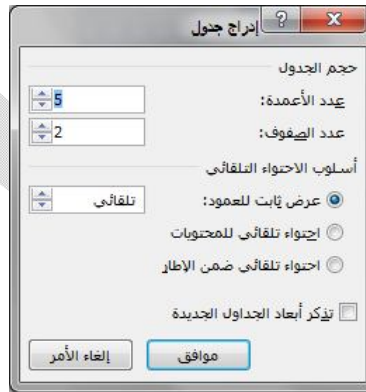 إدراج جدول
حجم الجدول
عدد الأعمدة: 5
عدد الصفوف: 2
أسلوب الاحتواء التلقائي
عرض ثابت للعمود: تلقائي
احتواء تلقائي للمحتويات
احتواء تلقائي ضمن الإطار
تذكر أبعاد الجداول الجديدة
موافق إلغاء الأمر